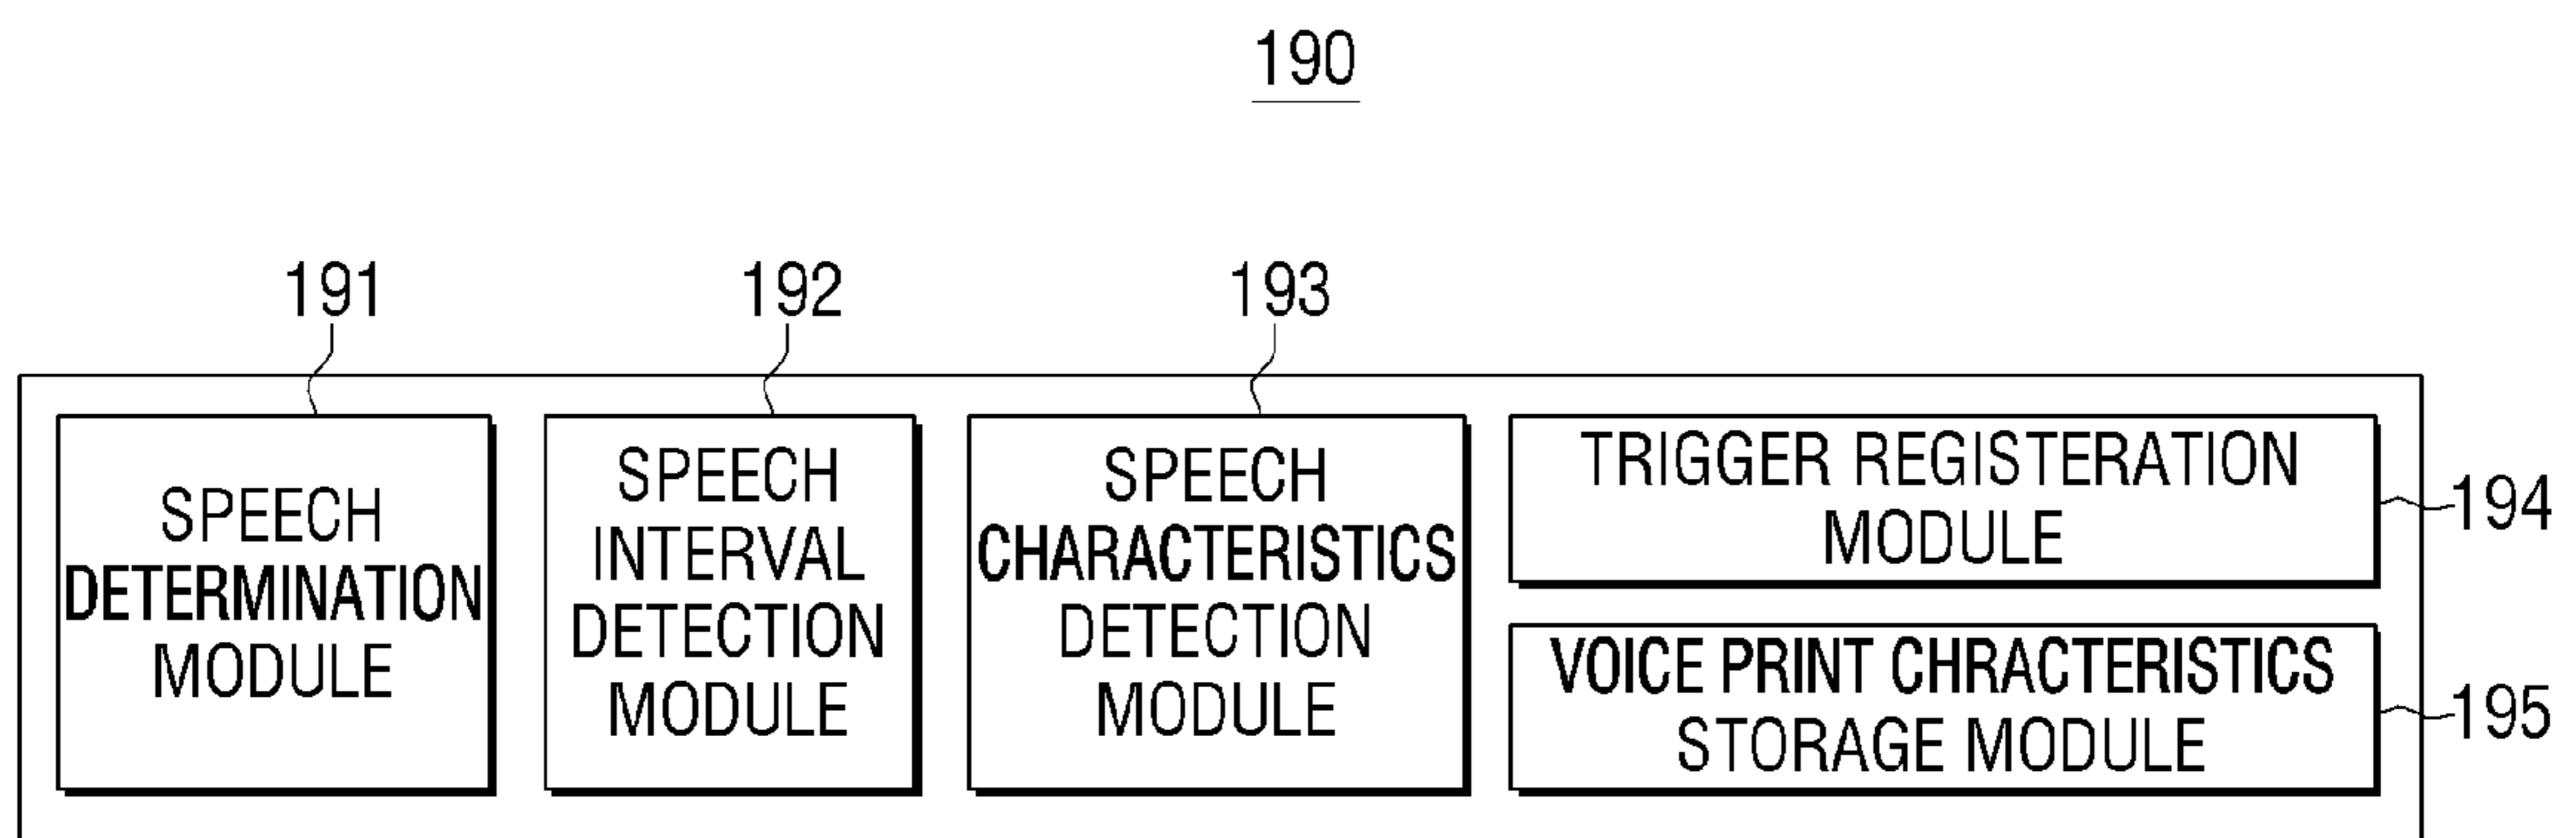 190
191
192
193
SPEECH
DETERMINATION
MODULE
SPEECH
INTERVAL
DETECTION
MODULE
SPEECH
CHARACTERISTICS
DETECTION
MODULE
TRIGGER REGISTERATION
MODULE
194
VOICE PRINT CHRACTERISTICS
STORAGE MODULE
195